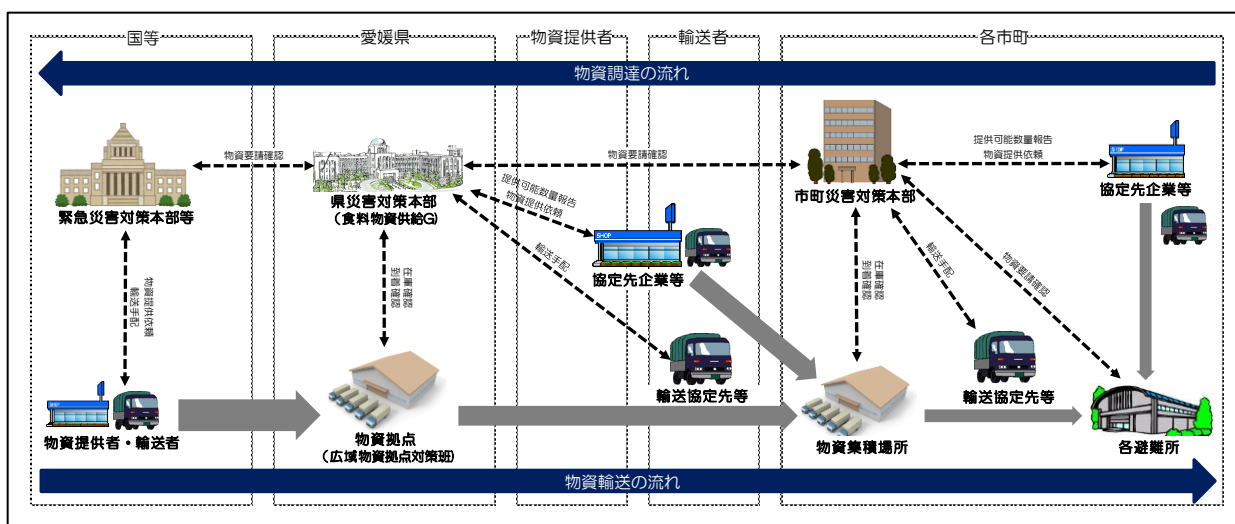 国等
愛媛県
物資提供者
輸送者
各市町
物資調達の流れ
緊急災害対策本部等
物資要請確認
県災害対策本部
(食料物資供給G)
物資要請確認
市町災害対策本部
提供可能数量報告
物資提供依頼
SHOP
協定先企業等
提供可能数量報告
物資提供依頼
SHOP
協定先企業等
輸送手配
物資提供依頼
輸送手配
在庫確認
到着確認
在庫確認
到着確認
輸送手配
物資要請確認
SHOP
物資提供者・輸送者
物資拠点
(広域物資拠点対策班)
輸送協定先等
物資集積場所
輸送協定先等
各避難所
物資輸送の流れ